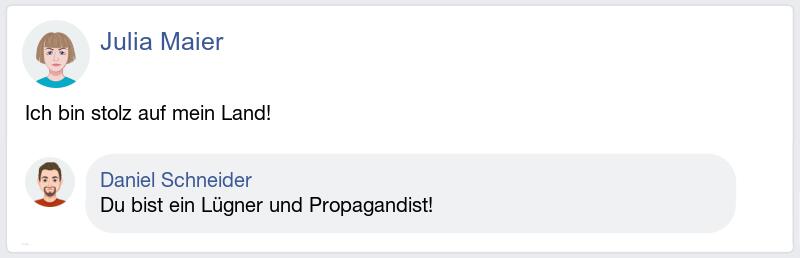 Julia Maier
Ich bin stolz auf mein Land!
Daniel Schneider
Du bist ein Lügner und Propagandist!